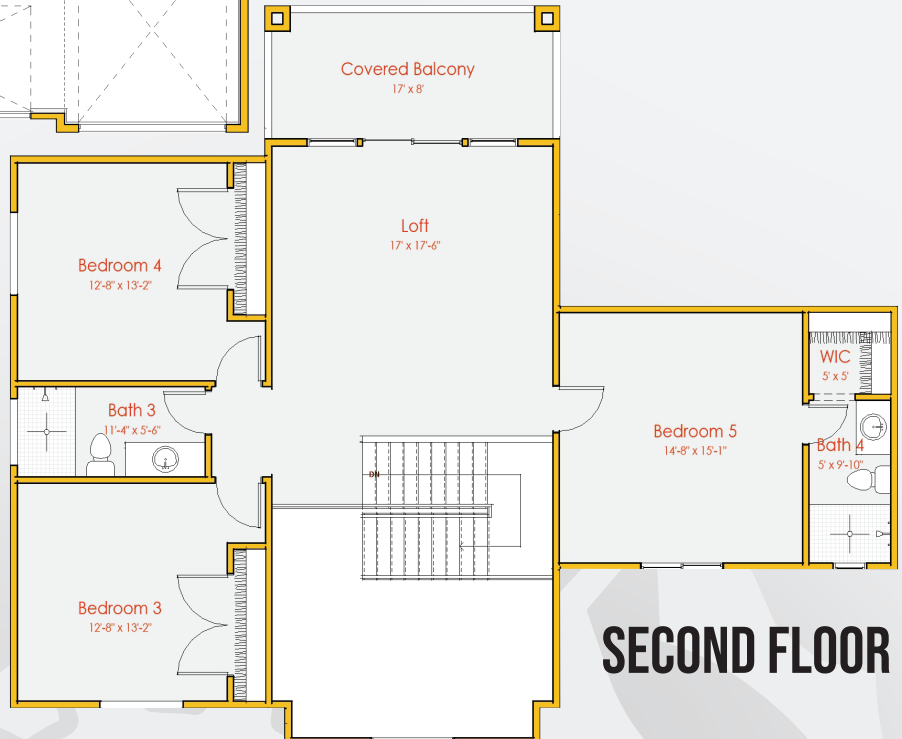 Covered Balcony
17' x 8'
Loft
17' x 17'-6"
Bedroom 4
12'-8" x 13'-2"
WIC
5' x 5'
Bath 3
11'-4" x 5'-6"
Bedroom 5
14'-8" x 15'-1"
Bath 4
5' x 9'-10"
DN
Bedroom 3
12'-8" x 13'-2"
SECOND FLOOR